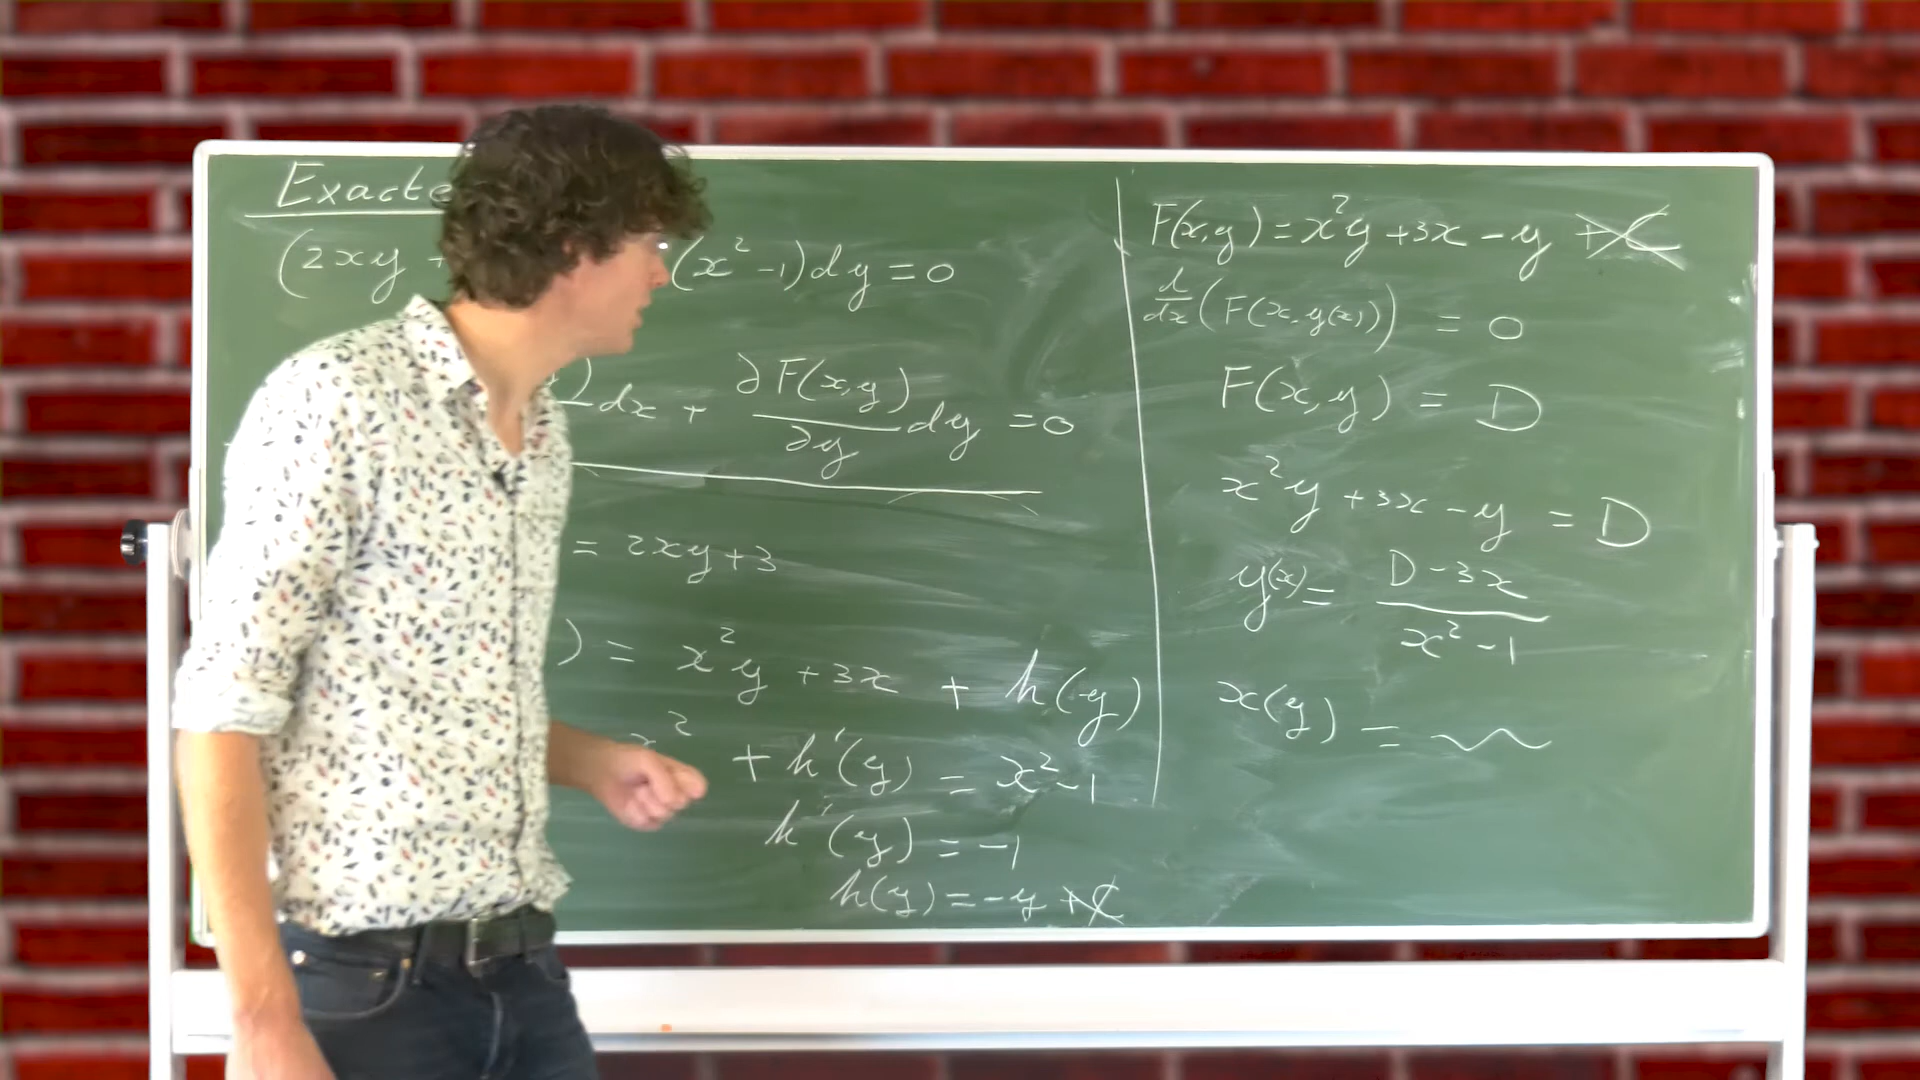 Exacte
(2xy + (x² -1)dy = 0
)dx + ∂F(x,y)/∂y dy = 0
= 2xy+3
) = x²y +3x + h(y)
x² + h'(y) = x²-1
h'(y) = -1
h(y) = -y +C
F(x,y) = x²y +3x -y +C
d/dx (F(x,y(x))) = 0
F(x,y) = D
x²y +3x -y = D
y(x) = D-3x / x²-1
x(y) = ~